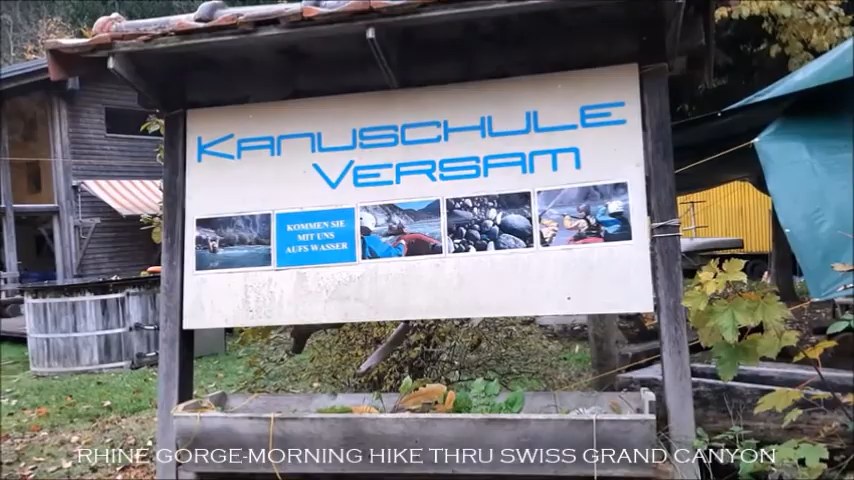 KANUSCHULE
VERSAM
KOMMEN SIE
MIT UNS
AUFS WASSER
RHINE GORGE-MORNING HIKE THRU SWISS GRAND CANYON